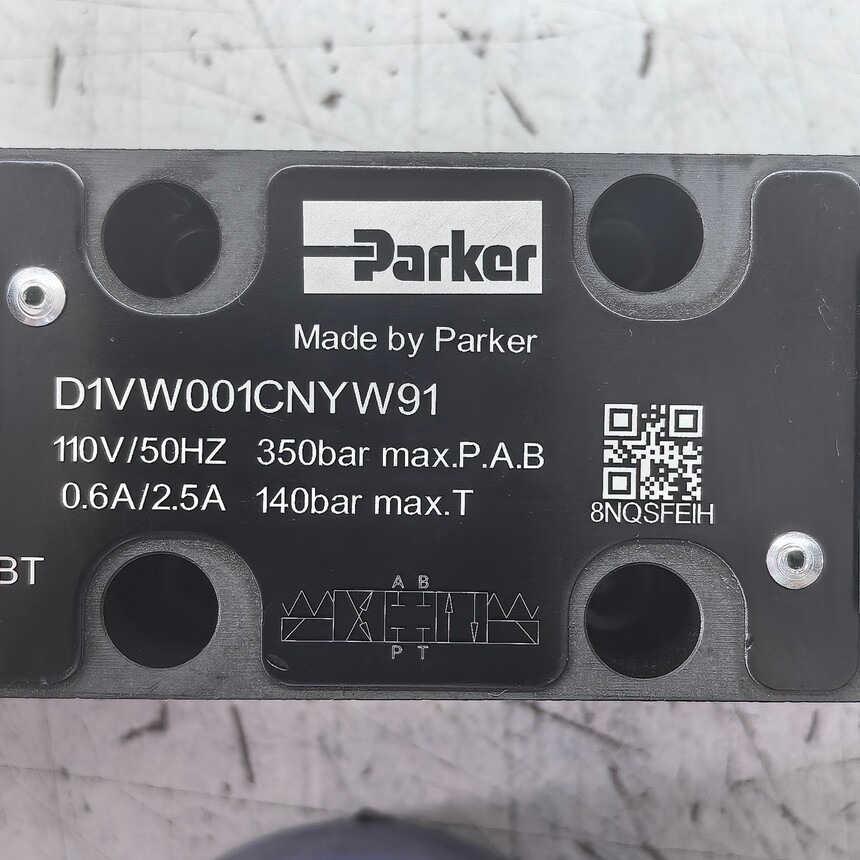 Parker
Made by Parker
D1VW001CNYW91
110V/50HZ 350bar max.P.A.B
0.6A/2.5A 140bar max.T
8NQSFEIH
BT
A B
P T